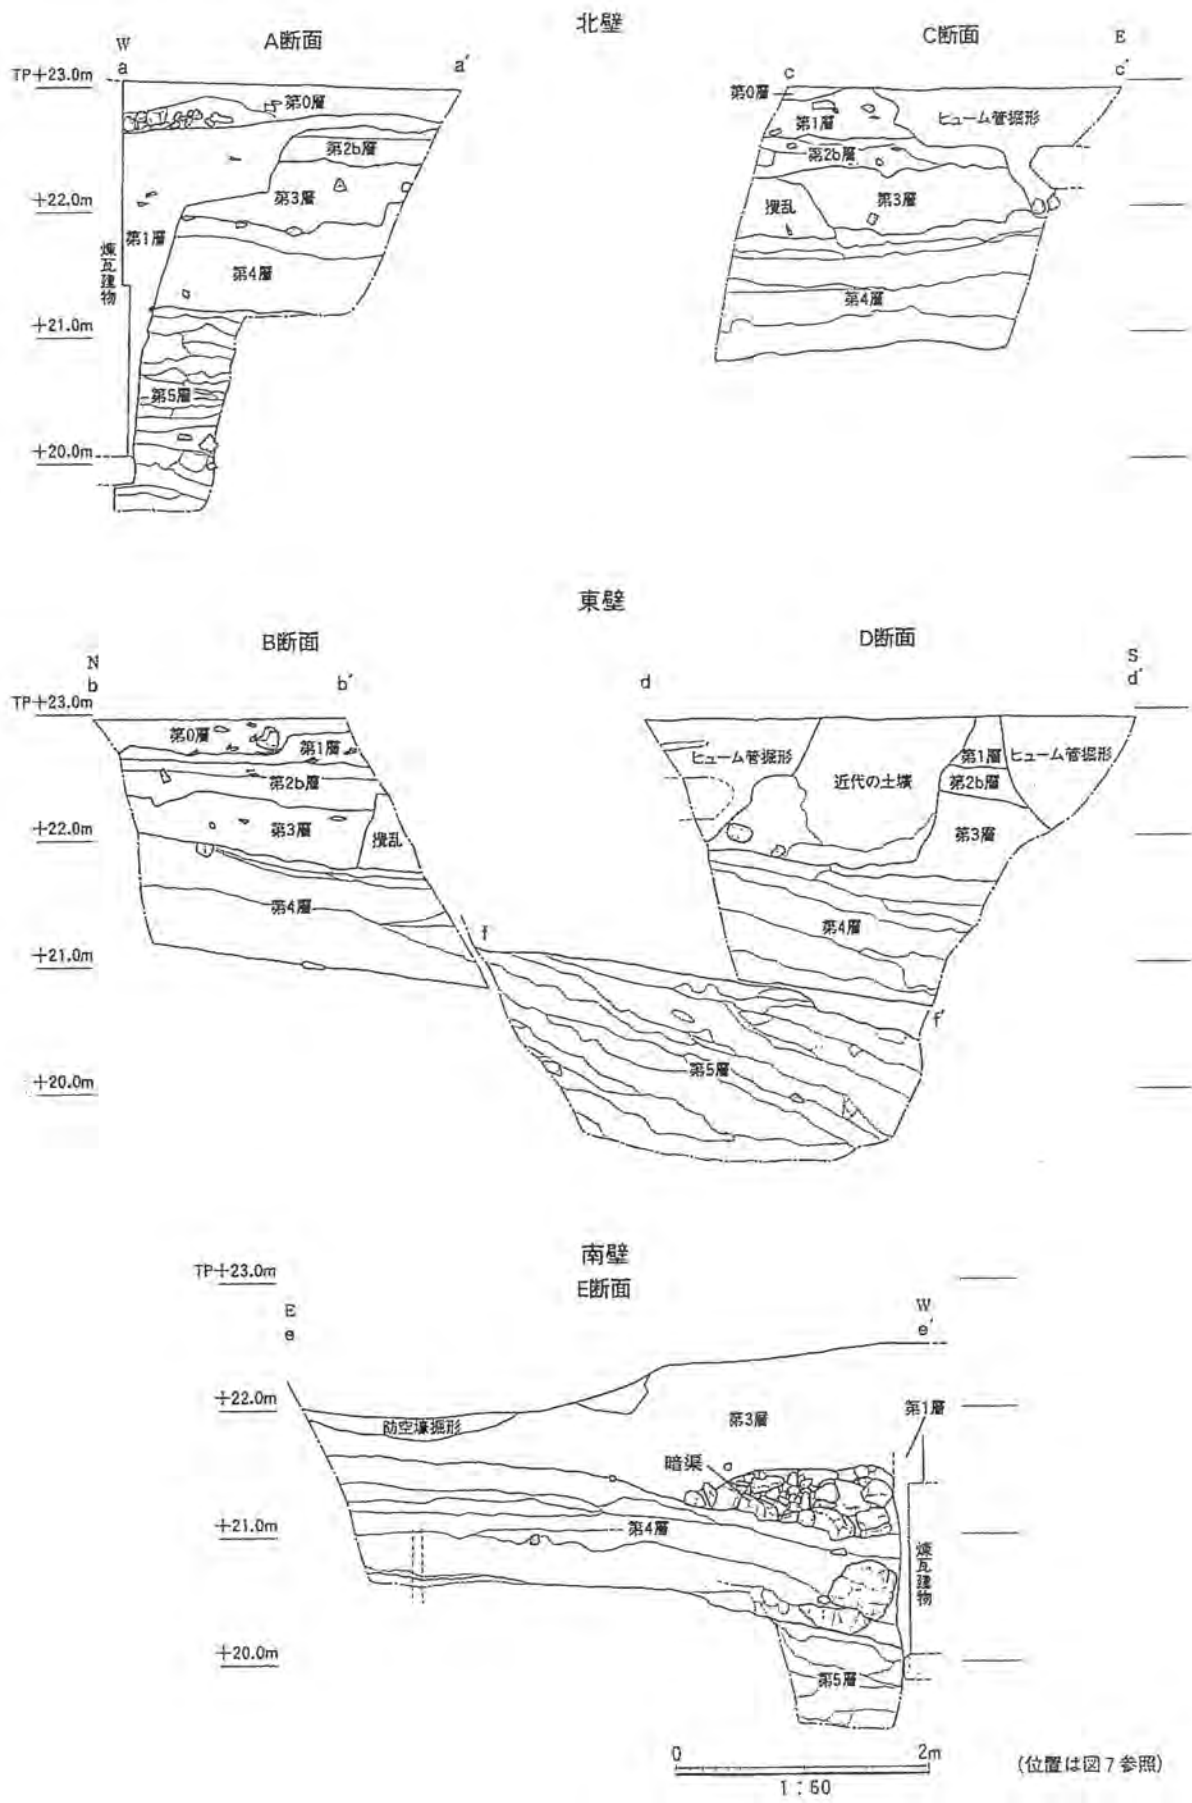 北壁
W
A断面
C断面
E
a
a′
c
c′
TP+23.0m
第0層
第0層
第1層
ヒューム管掘形
第2b層
第2b層
第3層
第3層
+22.0m
攪乱
第1層
煉瓦建物
第4層
第4層
+21.0m
第5層
+20.0m
東壁
B断面
D断面
N
S
b
b′
d
d′
TP+23.0m
第0層
第1層
第2b層
ヒューム管掘形
近代の土壙
第1層
第2b層
ヒューム管掘形
+22.0m
第3層
攪乱
第3層
第4層
第4層
f
+21.0m
f′
第5層
+20.0m
南壁
TP+23.0m
E断面
E
W
e
e′
+22.0m
防空壕掘形
第3層
第1層
暗渠
+21.0m
第4層
煉瓦建物
+20.0m
第5層
0
2m
1：50
(位置は図7参照)